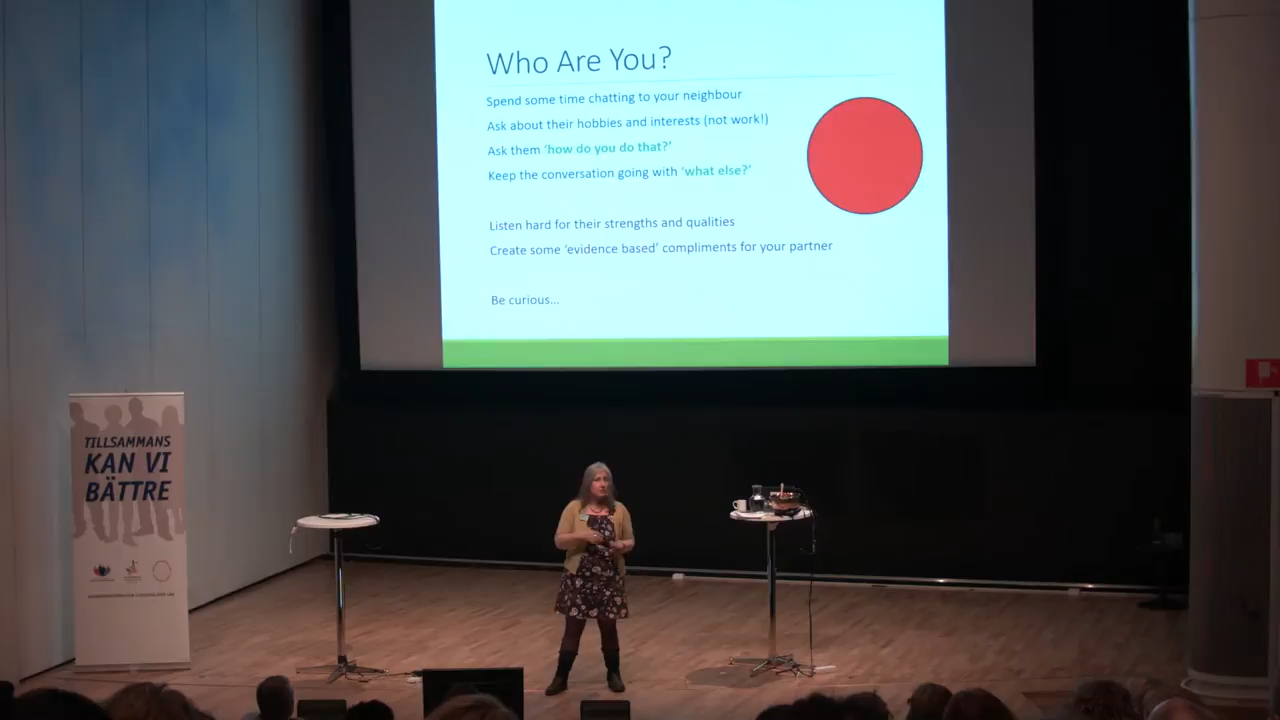 Who Are You?
Spend some time chatting to your neighbour
Ask about their hobbies and interests (not work!)
Ask them ‘how do you do that?’
Keep the conversation going with ‘what else?’
Listen hard for their strengths and qualities
Create some ‘evidence based’ compliments for your partner
Be curious...
TILLSAMMANS
KAN VI
BÄTTRE